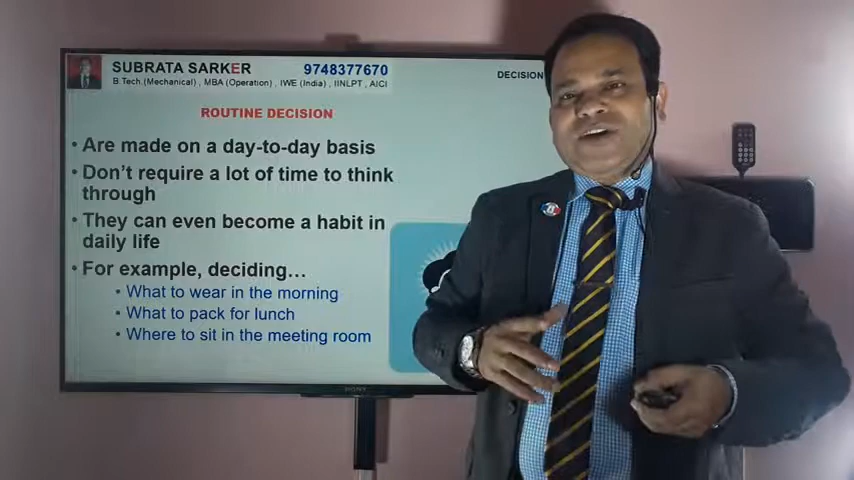 SUBRATA SARKER
9748377670
B.Tech(Mechanical) , MBA(Operation) , IWE (India) , IINLPT , AICI
DECISION
ROUTINE DECISION
• Are made on a day-to-day basis
• Don't require a lot of time to think
through
• They can even become a habit in
daily life
• For Example, deciding...
• What to wear in the morning
• What to pack for lunch
• Where to sit in the meeting room
SONY